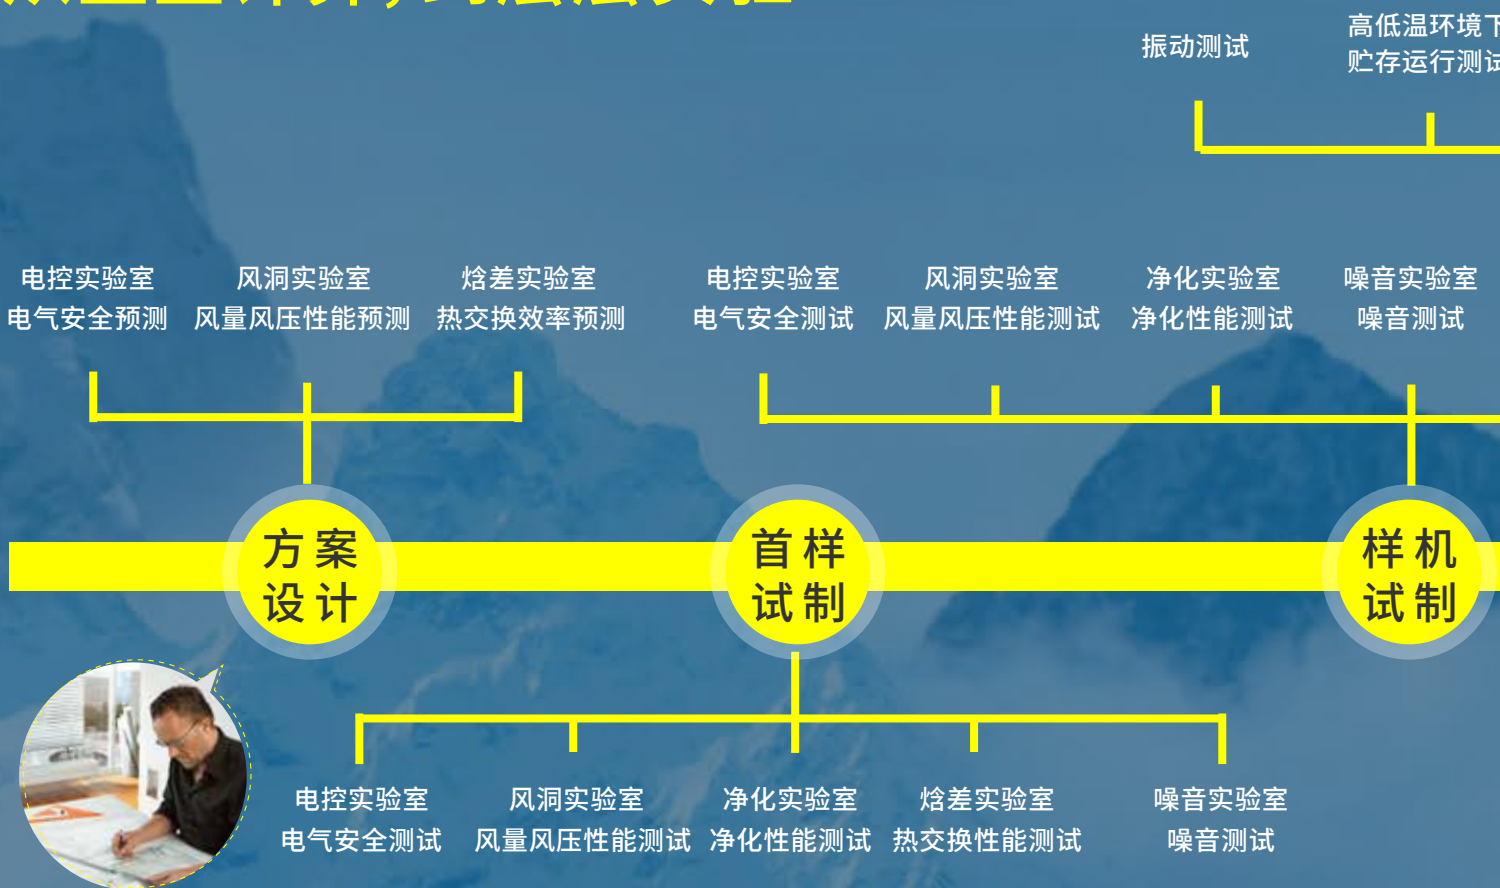 振动测试
高低温环境下
贮存运行测试
电控实验室
电气安全预测
风洞实验室
风量风压性能预测
焓差实验室
热交换效率预测
电控实验室
电气安全测试
风洞实验室
风量风压性能测试
净化实验室
净化性能测试
噪音实验室
噪音测试
方案
设计
首样
试制
样机
试制
电控实验室
电气安全测试
风洞实验室
风量风压性能测试
净化实验室
净化性能测试
焓差实验室
热交换性能测试
噪音实验室
噪音测试